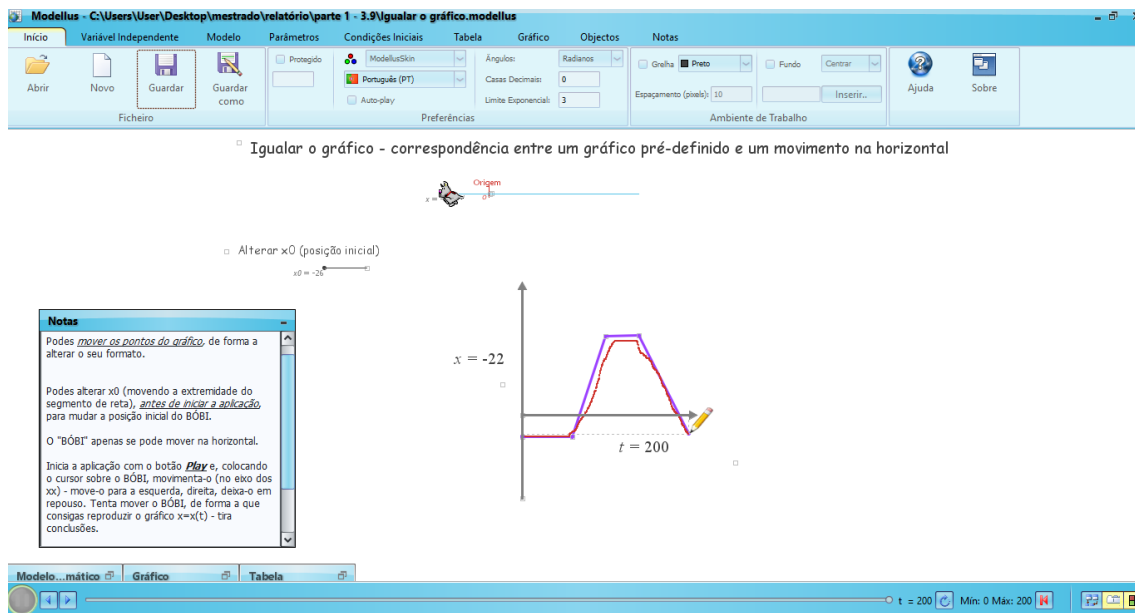 Modellus - C:\Users\User\Desktop\mestrado\relatório\parte 1 - 3.9\Igualar o gráfico.modellus
Início Variável Independente Modelo Parâmetros Condições Iniciais Tabela Gráfico Objectos Notas
Abrir
Novo
Guardar
Guardar
como
Ficheiro
Protegido
ModellusSkin
Português (PT)
Auto-play
Ângulos: Radianos
Casas Decimais: 0
Limite Exponencial: 3
Preferências
Grelha Preto
Fundo Centrar
Espaçamento (pixels): 10
Inserir..
Ambiente de Trabalho
Ajuda
Sobre
Igualar o gráfico - correspondência entre um gráfico pré-definido e um movimento na horizontal
Origem
x =
0
Alterar x0 (posição inicial)
x0 = -26
Notas
Podes mover os pontos do gráfico, de forma a
alterar o seu formato.
Podes alterar x0 (movendo a extremidade do
segmento de reta), antes de iniciar a aplicação,
para mudar a posição inicial do BÓBI.
O "BÓBI" apenas se pode mover na horizontal.
Inicia a aplicação com o botão Play e, colocando
o cursor sobre o BÓBI, movimenta-o (no eixo dos
xx) - move-o para a esquerda, direita, deixa-o em
repouso. Tenta mover o BÓBI, de forma a que
consigas reproduzir o gráfico x=x(t) - tira
conclusões.
x = -22
t = 200
Modelo...mático Gráfico Tabela
t = 200 Mín: 0 Máx: 200